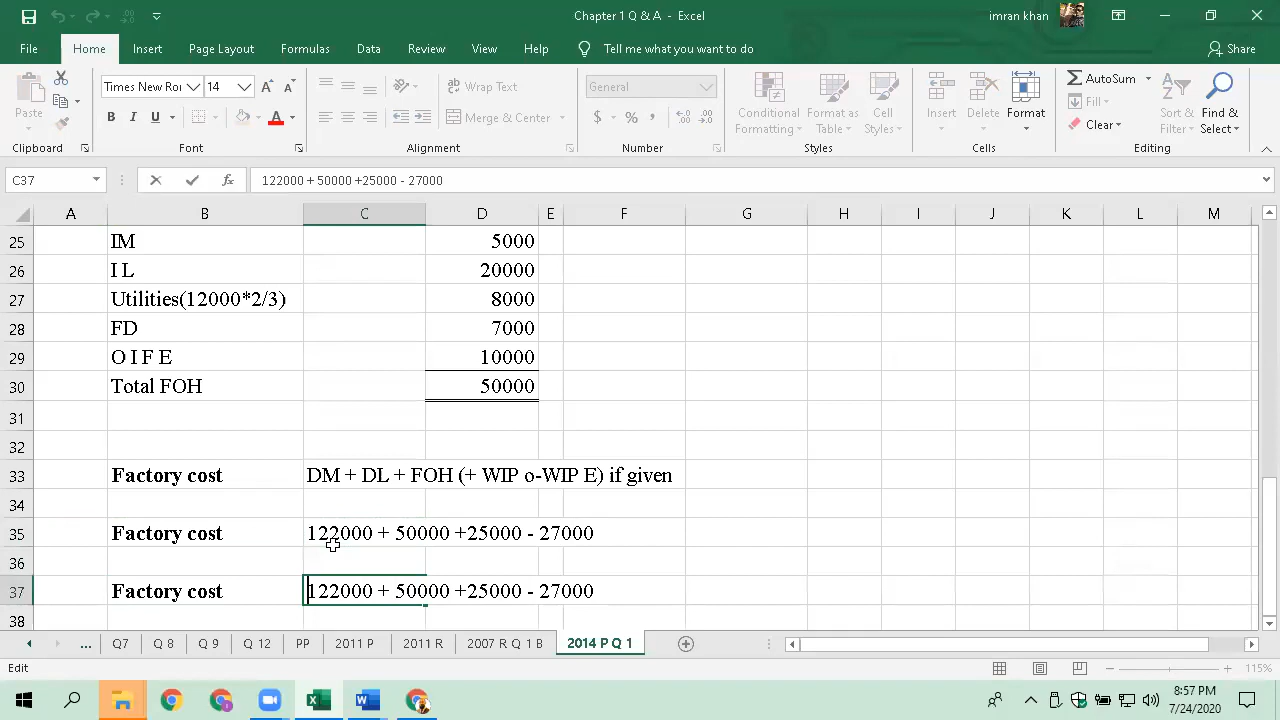 Chapter 1 Q & A - Excel
imran khan
File Home Insert Page Layout Formulas Data Review View Help Tell me what you want to do Share
Paste
Times New Roı 14
B I U A
Wrap Text
Merge & Center
General
$ % ,
Conditional Formatting
Format as Table
Cell Styles
Insert Delete Format
AutoSum
Fill
Clear
Sort & Filter
Find & Select
Clipboard Font Alignment Number Styles Cells Editing
C37 fx 122000 + 50000 +25000 - 27000
A B C D E F G H I J K L M
25 IM 5000
26 I L 20000
27 Utilities(12000*2/3) 8000
28 FD 7000
29 O I F E 10000
30 Total FOH 50000
31
32
33 Factory cost DM + DL + FOH (+ WIP o-WIP E) if given
34
35 Factory cost 122000 + 50000 +25000 - 27000
36
37 Factory cost 122000 + 50000 +25000 - 27000
38
... Q7 Q 8 Q 9 Q 12 PP 2011 P 2011 R 2007 R Q 1 B 2014 P Q 1
Edit 115%
8:57 PM
7/24/2020